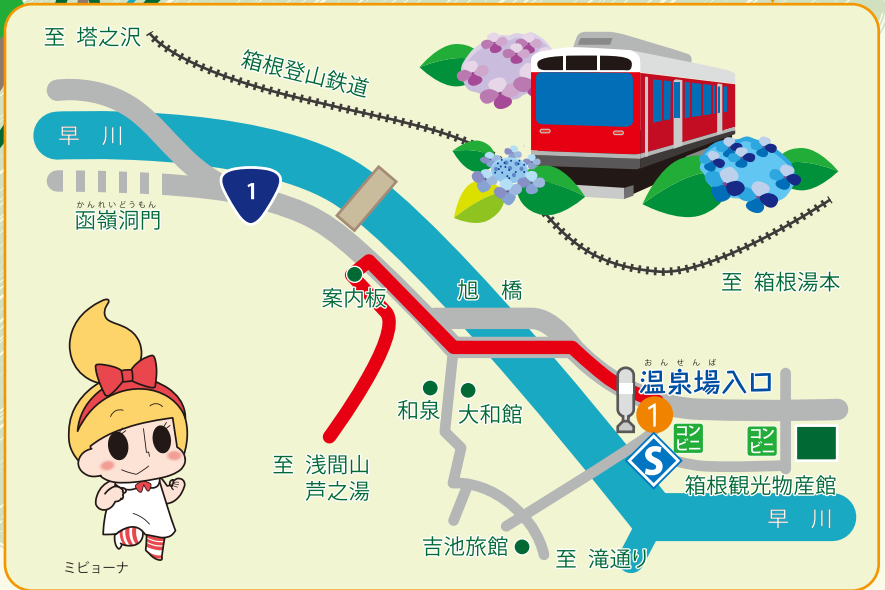 至 塔之沢
箱根登山鉄道
早 川
1
かんれいどうもん
函嶺洞門
至 箱根湯本
案内板
旭 橋
おんせんば
温泉場入口
1
コン
ビニ
コン
ビニ
S
和泉
大和館
至 浅間山
芦之湯
箱根観光物産館
早 川
吉池旅館
至 滝通り
ミビョーナ